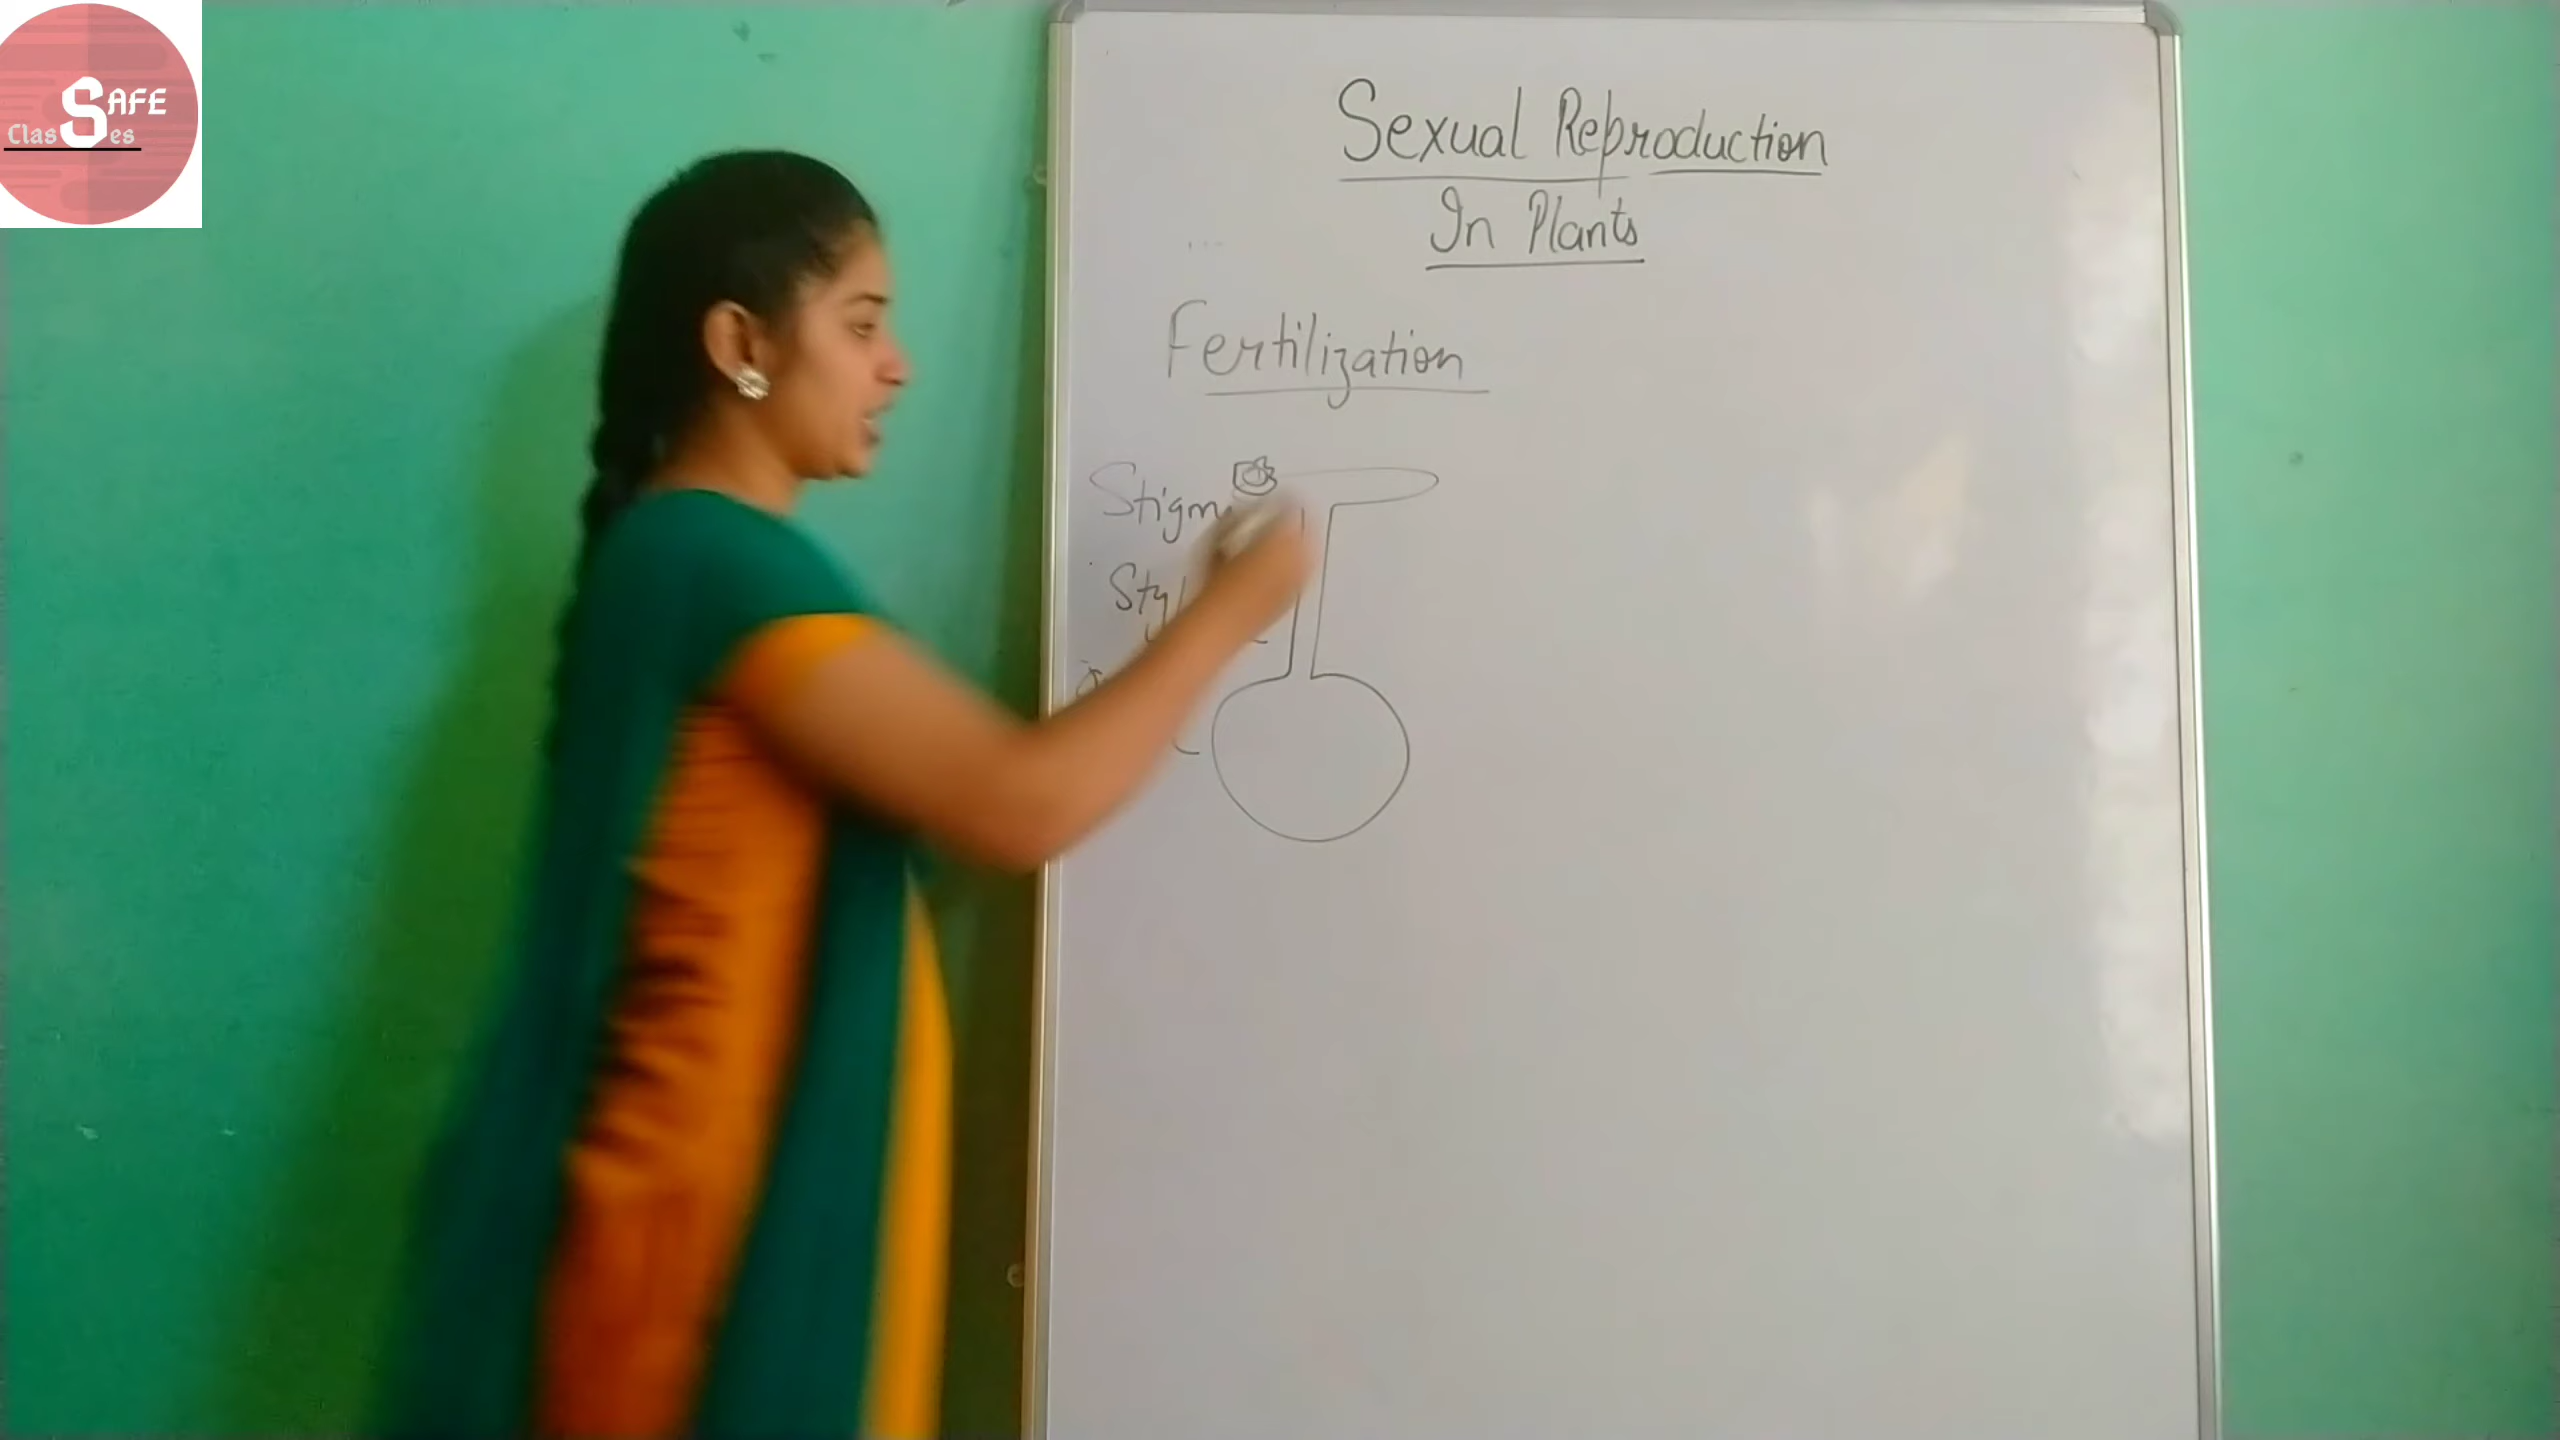 SAFE
Classes
Sexual Reproduction
In Plants
Fertilization